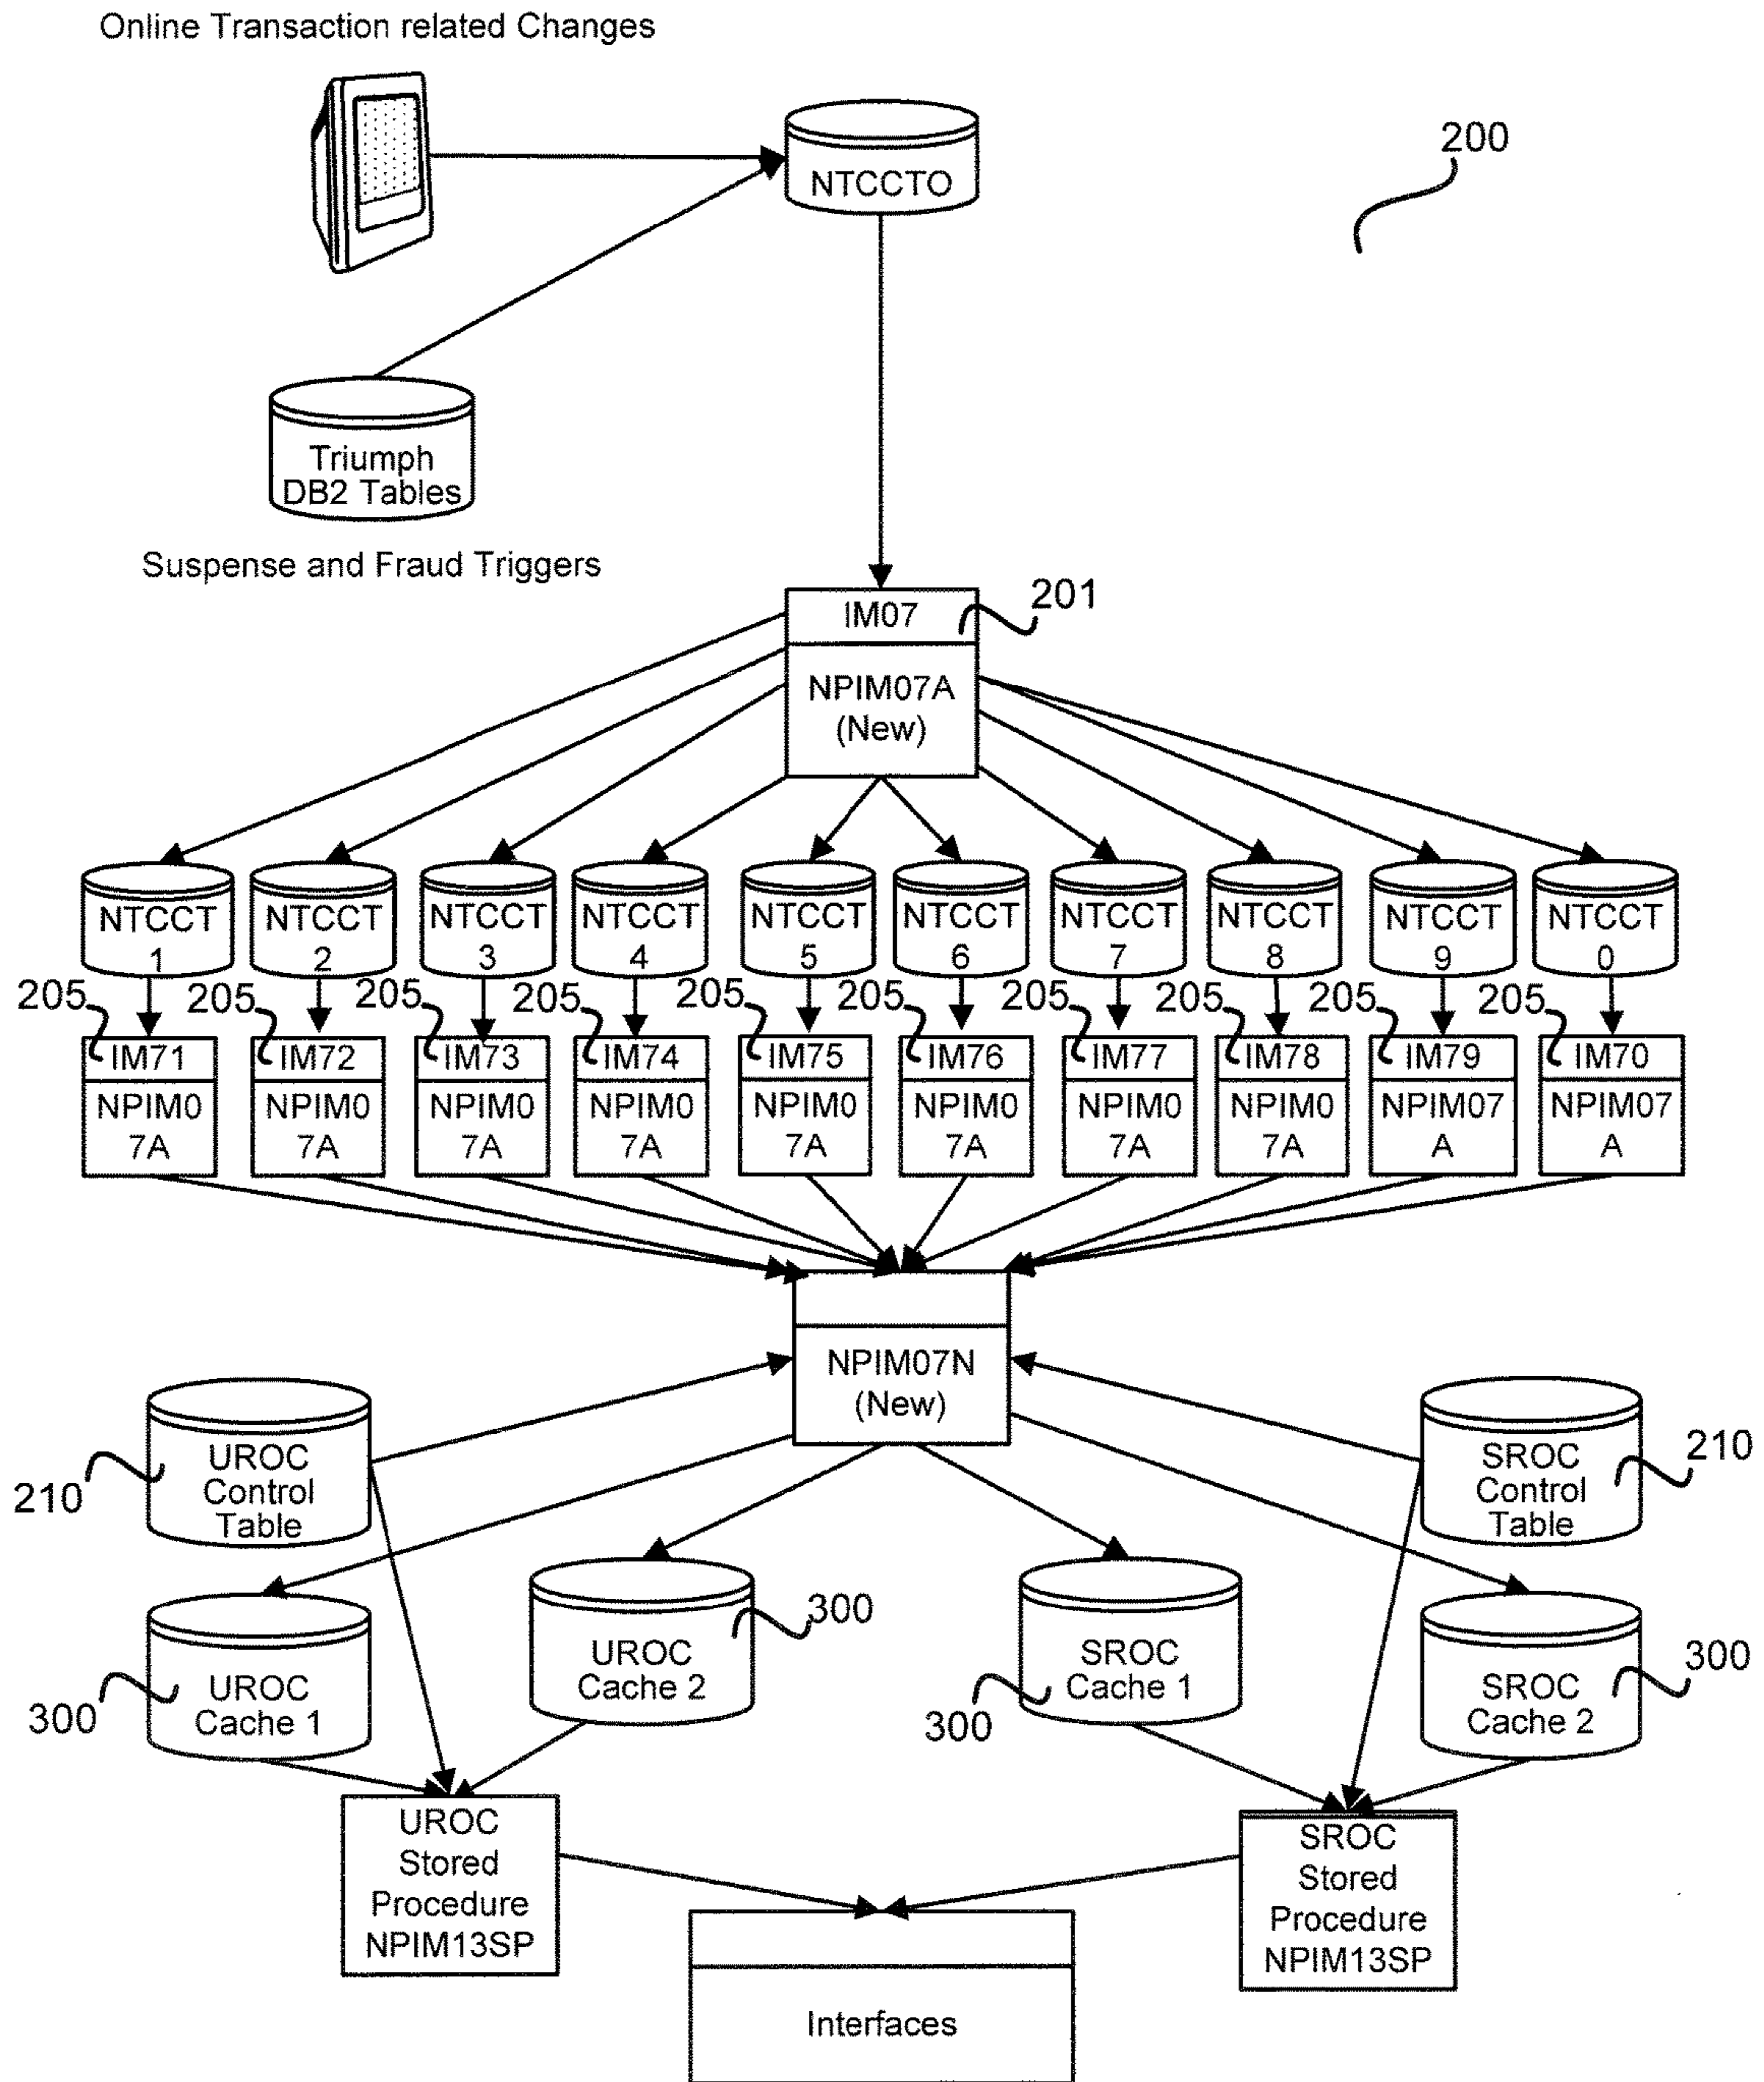 Online Transaction related Changes
NTCCTO
200
Triumph
DB2 Tables
Suspense and Fraud Triggers
IM07
201
NPIM07A
(New)
NTCCT
1
NTCCT
2
NTCCT
3
NTCCT
4
NTCCT
5
NTCCT
6
NTCCT
7
NTCCT
8
NTCCT
9
NTCCT
0
205
205
205
205
205
205
205
205
205
205
IM71
NPIM0
7A
IM72
NPIM0
7A
IM73
NPIM0
7A
IM74
NPIM0
7A
IM75
NPIM0
7A
IM76
NPIM0
7A
IM77
NPIM0
7A
IM78
NPIM0
7A
IM79
NPIM07
A
IM70
NPIM07
A
NPIM07N
(New)
210
UROC
Control
Table
SROC
Control
Table
210
300
UROC
Cache 1
UROC
Cache 2
300
300
SROC
Cache 1
SROC
Cache 2
300
UROC
Stored
Procedure
NPIM13SP
SROC
Stored
Procedure
NPIM13SP
Interfaces